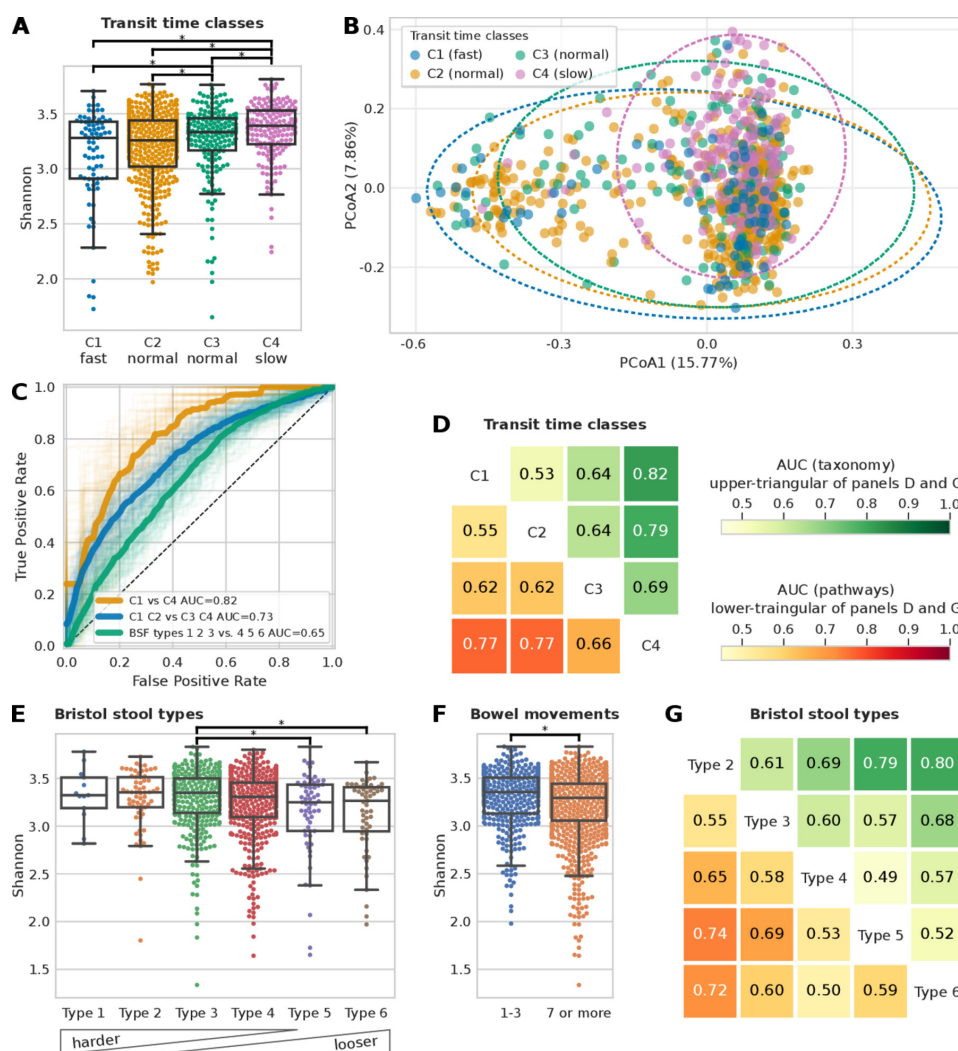 A
Transit time classes
*
*
*
*
*
Shannon
3.5
3.0
2.5
2.0
C1 C2 C3 C4
fast normal normal slow
B
Transit time classes
C1 (fast) C3 (normal)
C2 (normal) C4 (slow)
PCoA2 (7.86%)
0.4
0.2
0.0
-0.2
-0.6 -0.3 0.0 0.3
PCoA1 (15.77%)
C
True Positive Rate
1.0
0.8
0.6
0.4
0.2
0.0
C1 vs C4 AUC=0.82
C1 C2 vs C3 C4 AUC=0.73
BSF types 1 2 3 vs. 4 5 6 AUC=0.65
0.0 0.2 0.4 0.6 0.8 1.0
False Positive Rate
D
Transit time classes
C1 0.53 0.64 0.82
0.55 C2 0.64 0.79
0.62 0.62 C3 0.69
0.77 0.77 0.66 C4
AUC (taxonomy)
upper-triangular of panels D and G
0.5 0.6 0.7 0.8 0.9 1.0
AUC (pathways)
lower-traingular of panels D and G
0.5 0.6 0.7 0.8 0.9 1.0
E
Bristol stool types
*
*
Shannon
3.5
3.0
2.5
2.0
1.5
Type 1 Type 2 Type 3 Type 4 Type 5 Type 6
harder looser
F
Bowel movements
*
Shannon
3.5
3.0
2.5
2.0
1.5
1-3 7 or more
G
Bristol stool types
Type 2 0.61 0.69 0.79 0.80
0.55 Type 3 0.60 0.57 0.68
0.65 0.58 Type 4 0.49 0.57
0.74 0.69 0.53 Type 5 0.52
0.72 0.60 0.50 0.59 Type 6